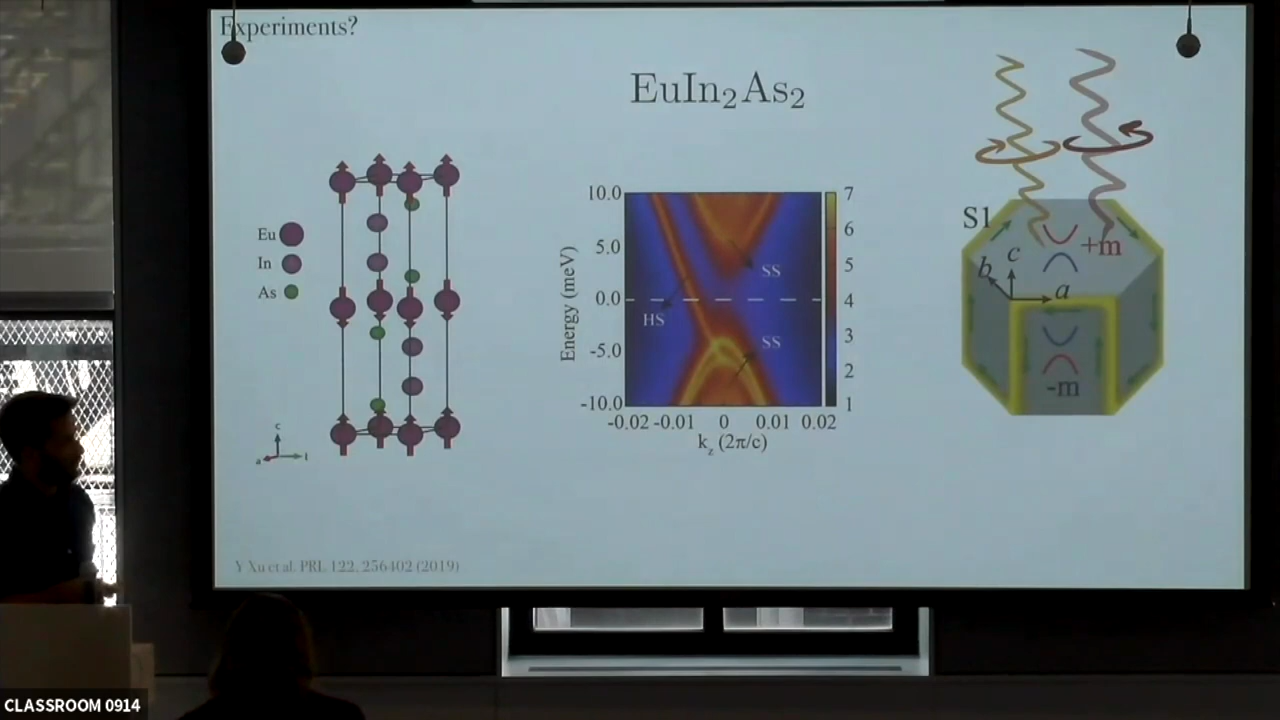 Experiments?
EuIn₂As₂
Eu
In
As
c
a
10.0
5.0
0.0
-5.0
-10.0
Energy (meV)
HS
SS
SS
-0.02 -0.01 0 0.01 0.02
k_z (2π/c)
7
6
5
4
3
2
1
S1
+m
c
b
a
-m
Y Xu et al. PRL 122, 256402 (2019)
CLASSROOM 0914